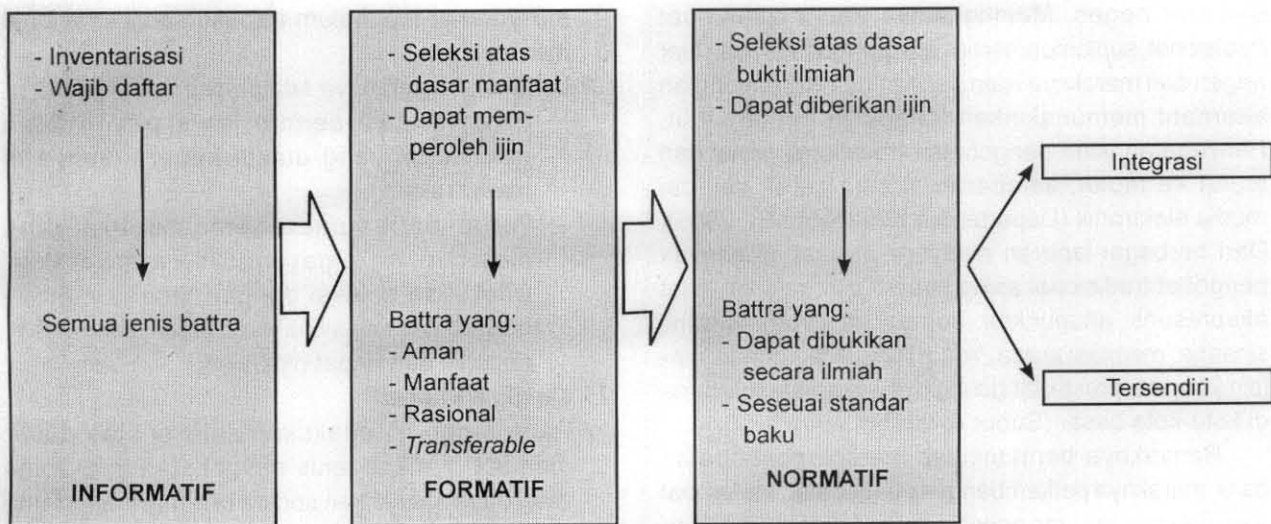 - Inventarisasi
- Wajib daftar
Semua jenis battra
INFORMATIF
- Seleksi atas
dasar manfaat
- Dapat mem-
peroleh ijin
Battra yang:
- Aman
- Manfaat
- Rasional
- Transferable
FORMATIF
- Seleksi atas dasar
bukti ilmiah
- Dapat diberikan ijin
Battra yang:
- Dapat dibukikan
secara ilmiah
- Seseuai standar
baku
NORMATIF
Integrasi
Tersendiri